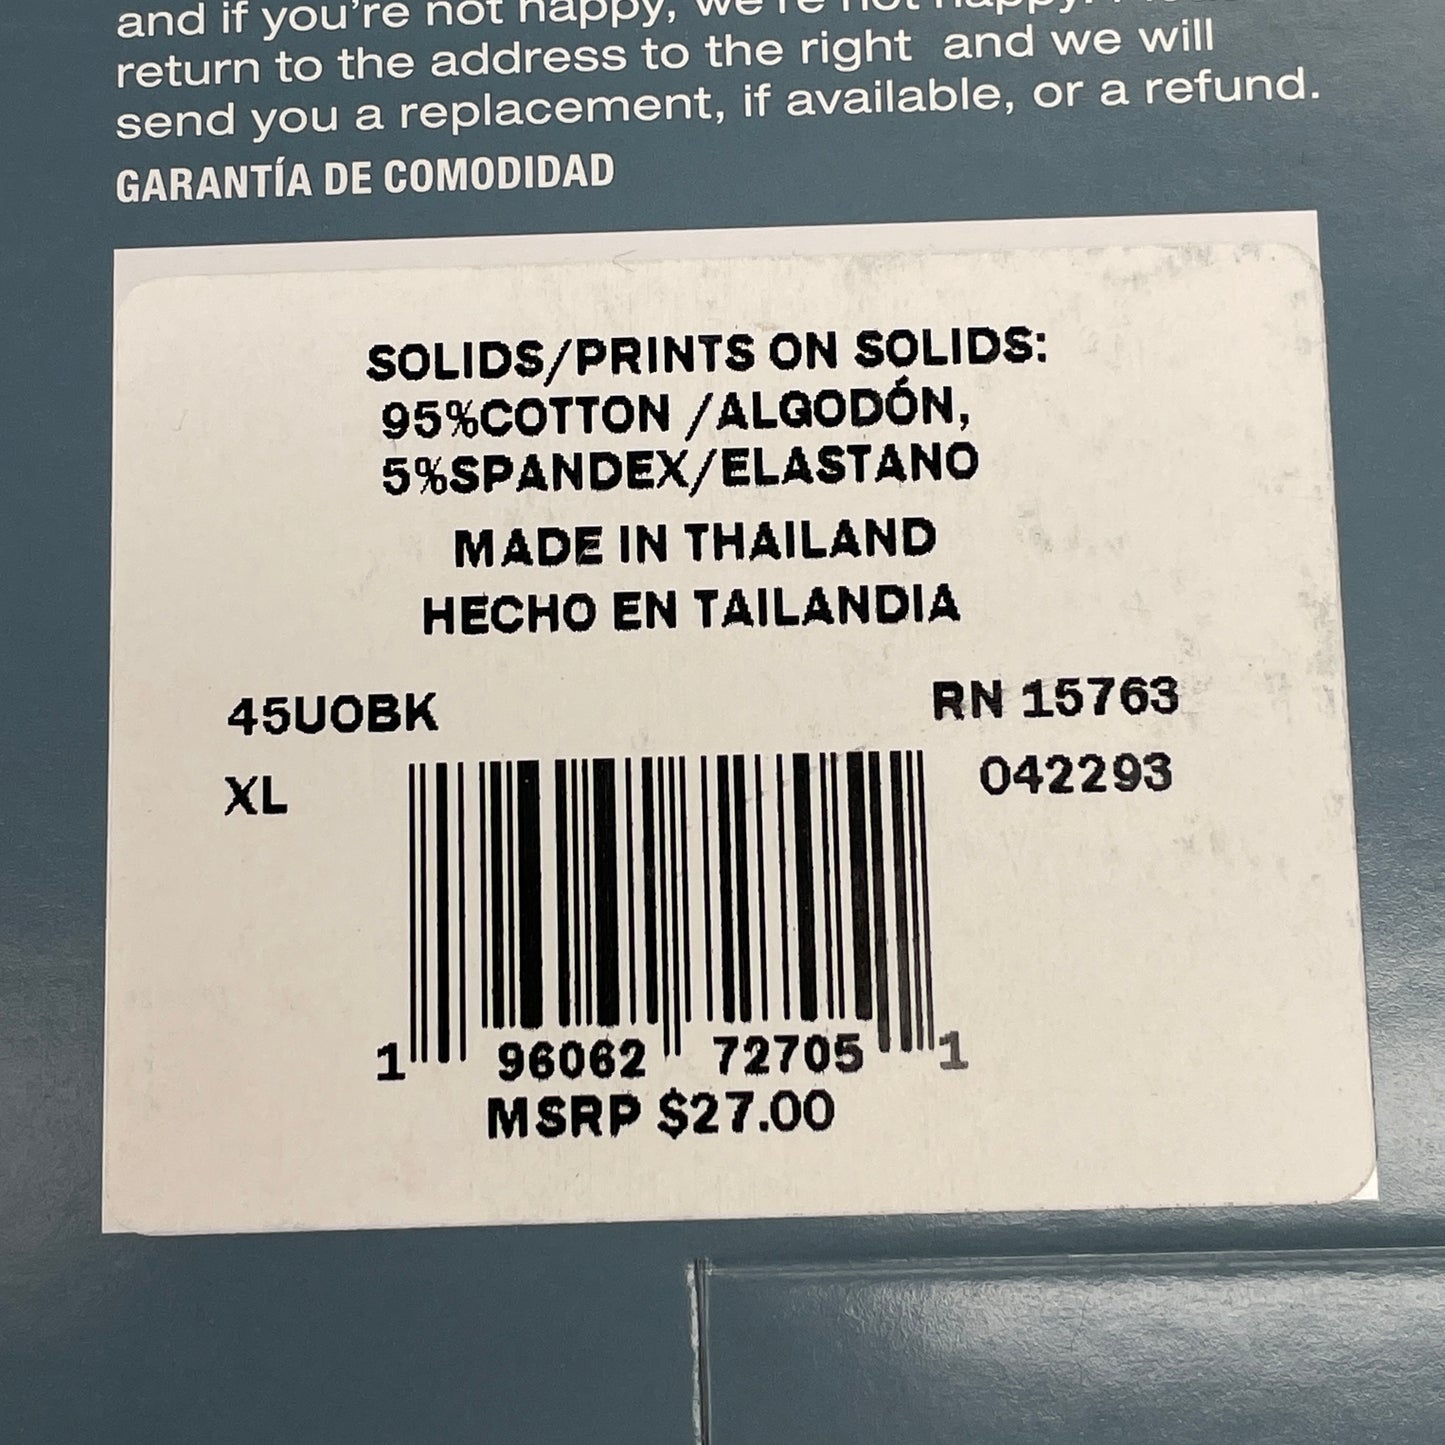 and if you're not happy, we're not happy.
return to the address to the right and we will
send you a replacement, if available, or a refund.
GARANTÍA DE COMODIDAD
SOLIDS/PRINTS ON SOLIDS:
95%COTTON /ALGODÓN,
5%SPANDEX/ELASTANO
MADE IN THAILAND
HECHO EN TAILANDIA
45UOBK
RN 15763
XL
042293
1 96062 72705 1
MSRP $27.00